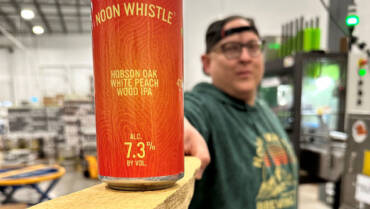 NOON WHISTLE
HOBSON OAK
WHITE PEACH
WOOD IPA
ALC.
7.3%
BY VOL.